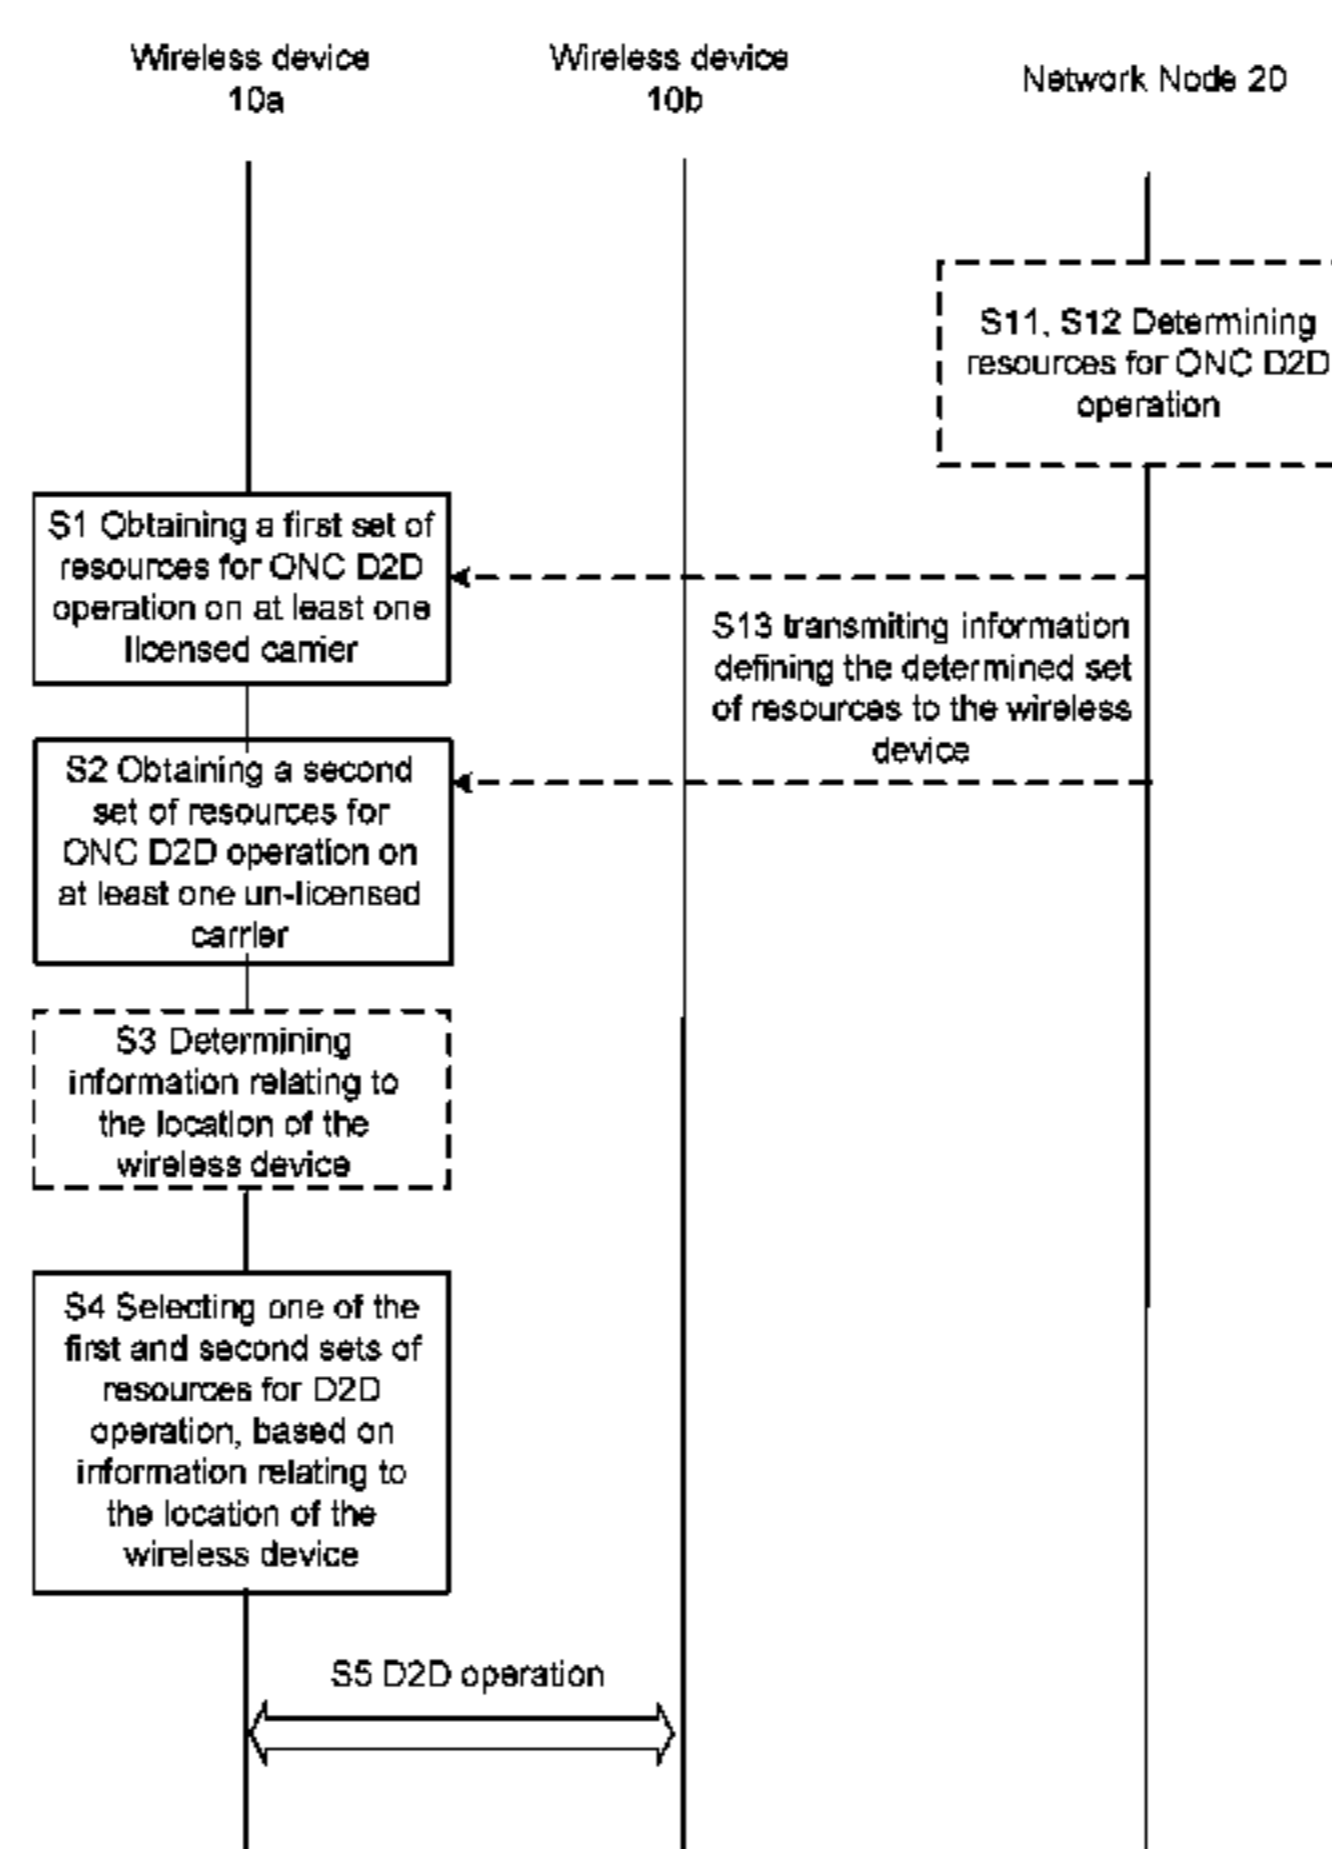 Wireless device
10a
Wireless device
10b
Network Node 20
S11, S12 Determining
resources for ONC D2D
operation
S1 Obtaining a first set of
resources for ONC D2D
operation on at least one
licensed carrier
S13 transmiting information
defining the determined set
of resources to the wireless
device
S2 Obtaining a second
set of resources for
ONC D2D operation on
at least one un-licensed
carrier
S3 Determining
information relating to
the location of the
wireless device
S4 Selecting one of the
first and second sets of
resources for D2D
operation, based on
information relating to
the location of the
wireless device
S5 D2D operation